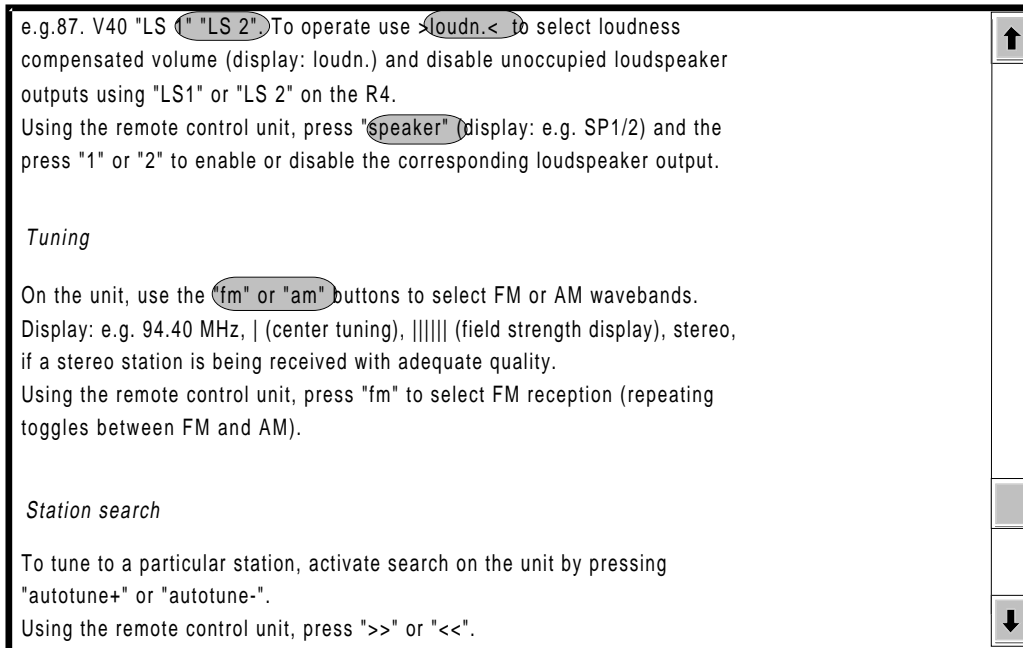 e.g.87. V40 "LS 1" "LS 2". To operate use >loudn.< to select loudness
compensated volume (display: loudn.) and disable unoccupied loudspeaker
outputs using "LS1" or "LS 2" on the R4.
Using the remote control unit, press "speaker" (display: e.g. SP1/2) and the
press "1" or "2" to enable or disable the corresponding loudspeaker output.
Tuning
On the unit, use the "fm" or "am" buttons to select FM or AM wavebands.
Display: e.g. 94.40 MHz, | (center tuning), |||||| (field strength display), stereo,
if a stereo station is being received with adequate quality.
Using the remote control unit, press "fm" to select FM reception (repeating
toggles between FM and AM).
Station search
To tune to a particular station, activate search on the unit by pressing
"autotune+" or "autotune-".
Using the remote control unit, press ">>" or "<<".